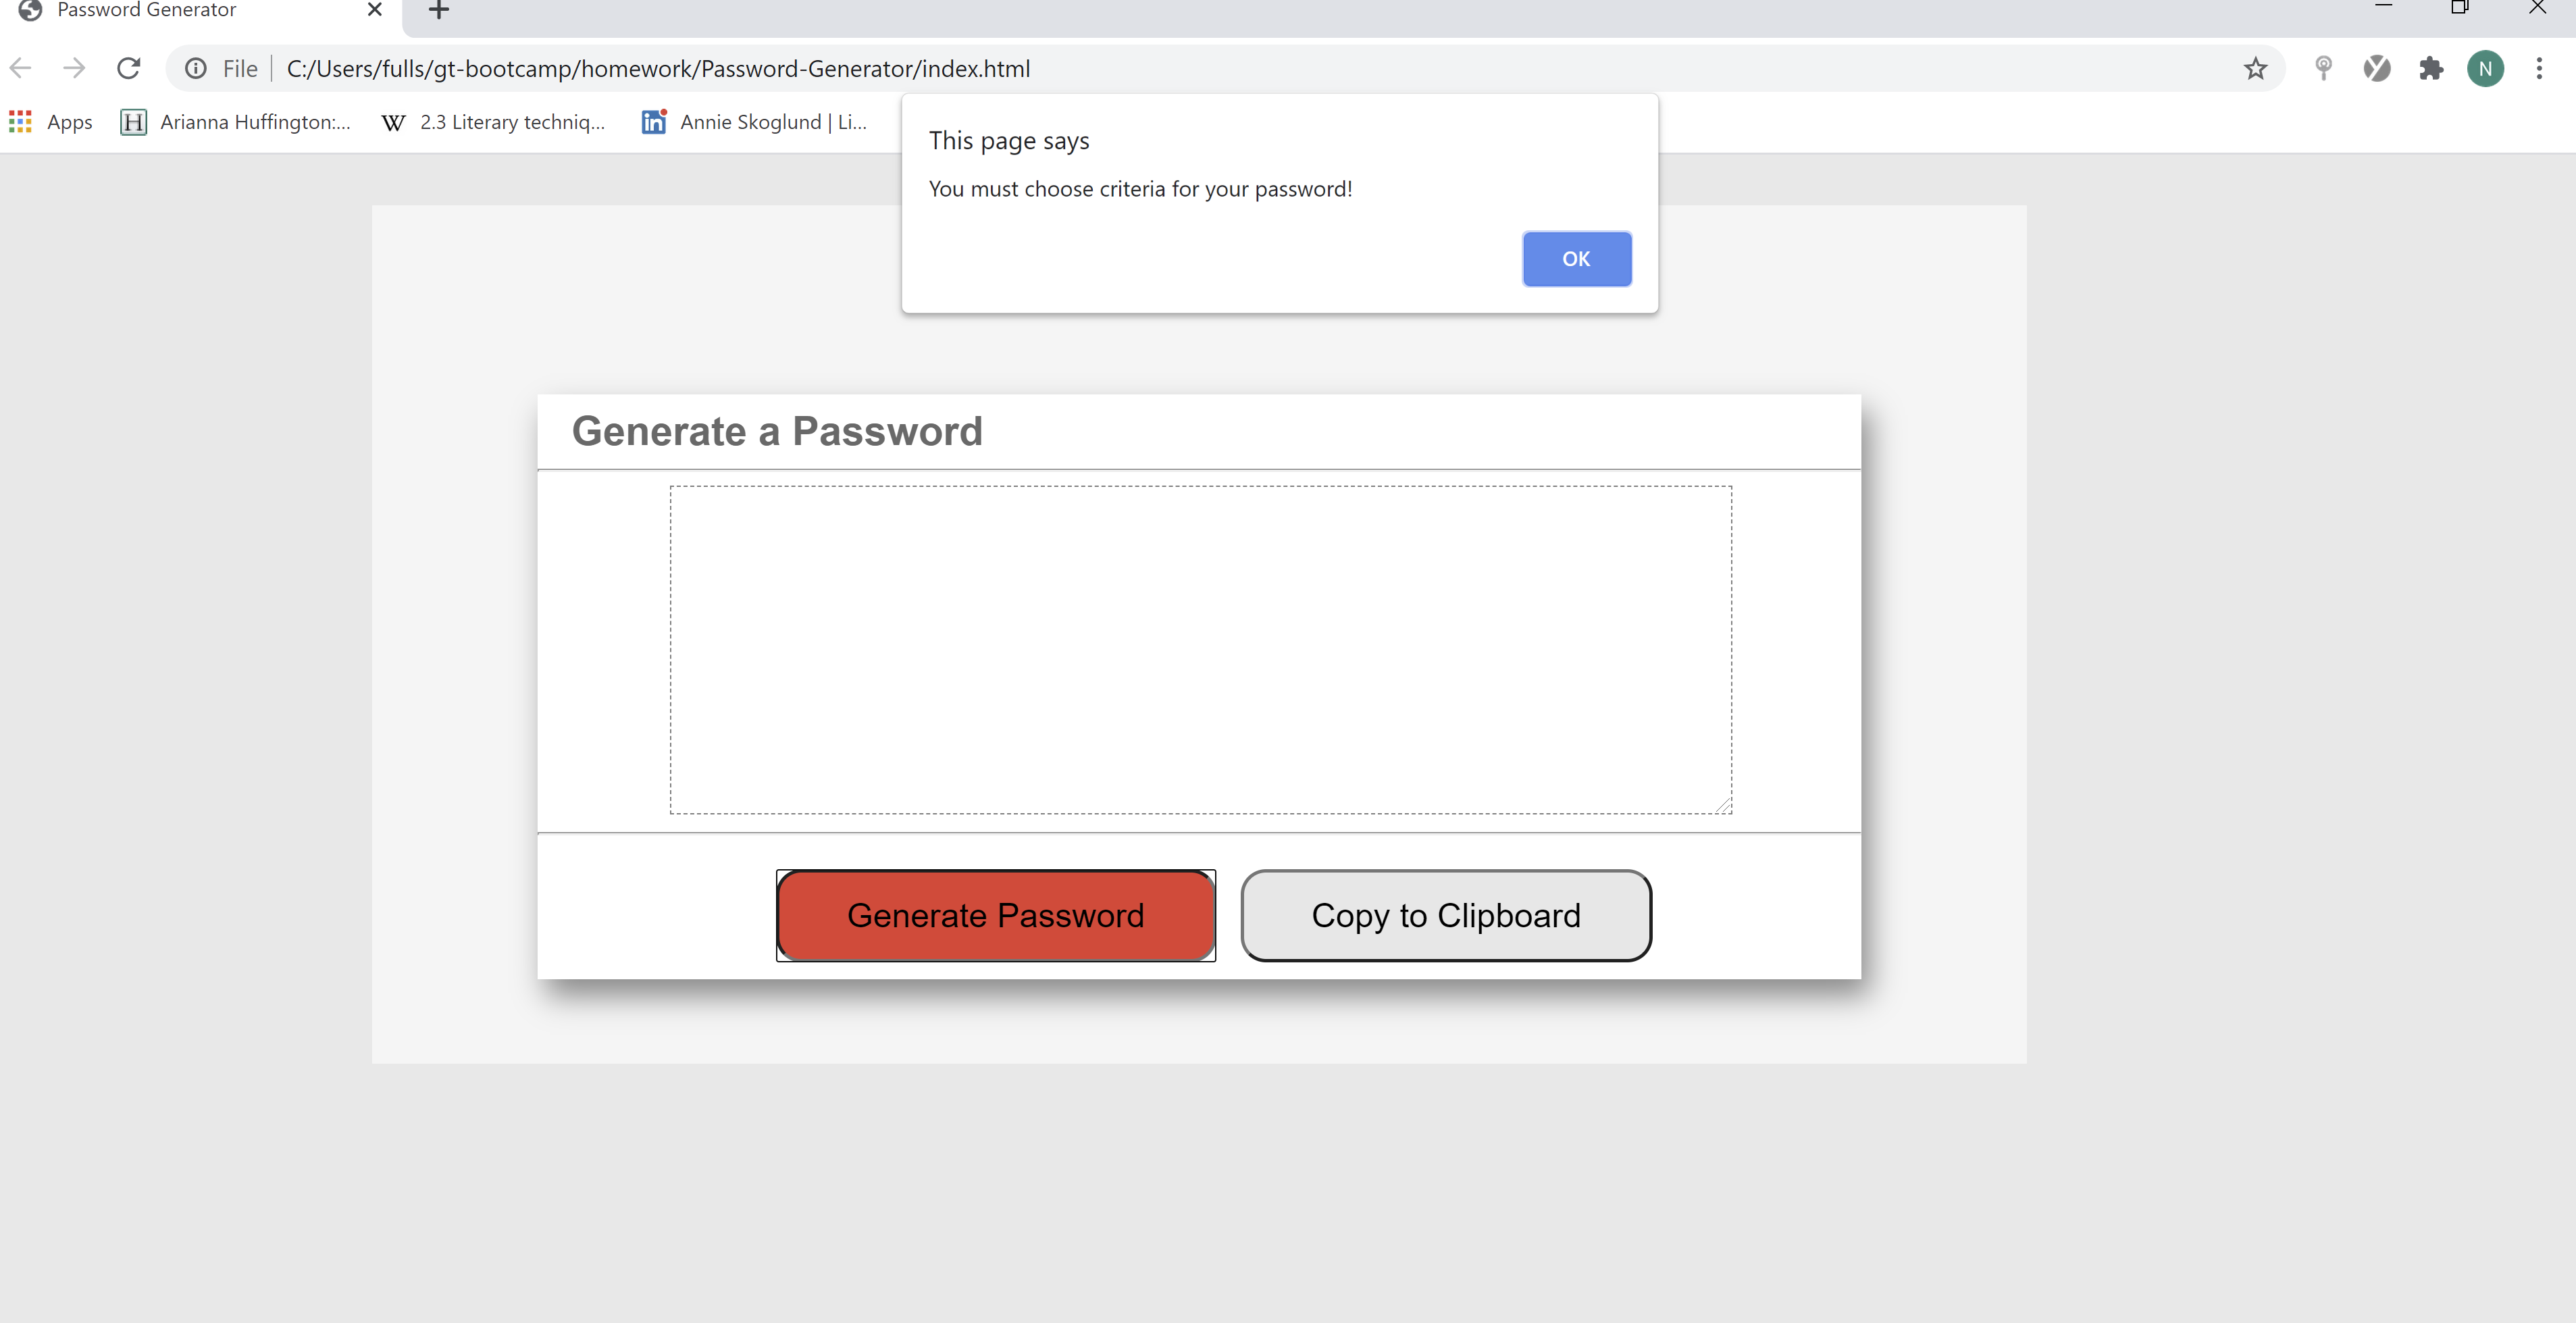 Password Generator
File C:/Users/fulls/gt-bootcamp/homework/Password-Generator/index.html
N
Apps
H Arianna Huffington:...
W 2.3 Literary techniq...
in Annie Skoglund | Li...
This page says
You must choose criteria for your password!
OK
Generate a Password
Generate Password
Copy to Clipboard